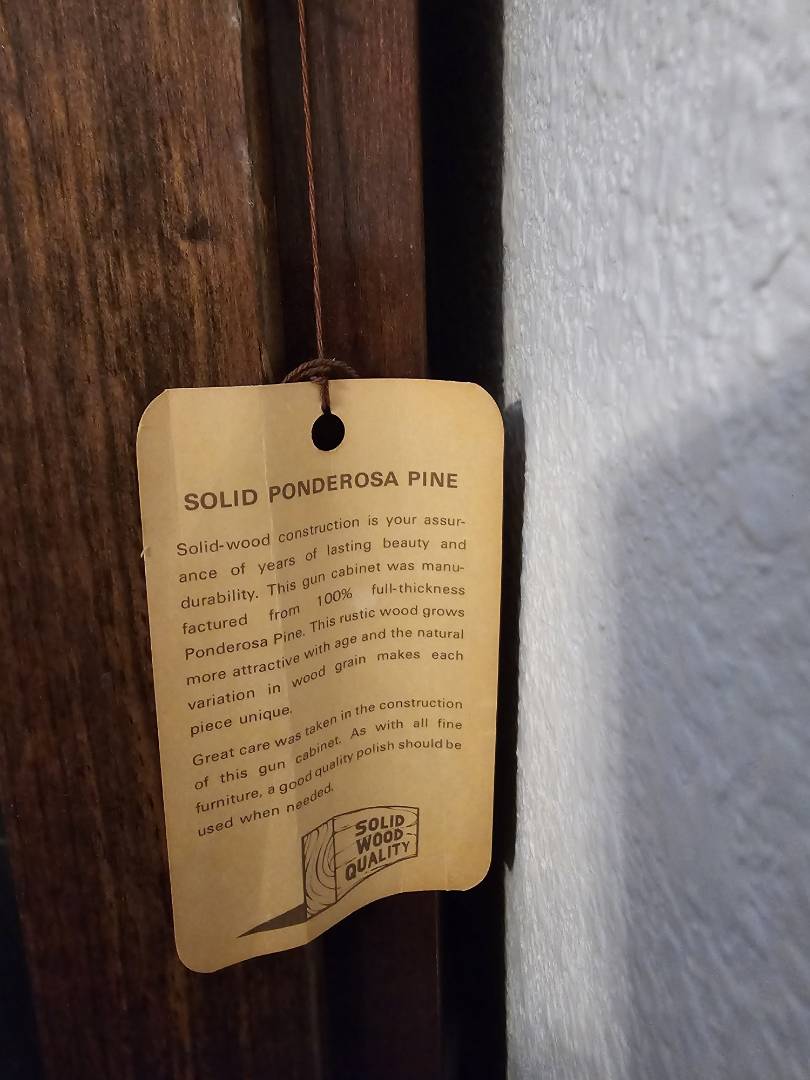 SOLID PONDEROSA PINE
Solid-wood construction is your assur-
ance of years of lasting beauty and
durability. This gun cabinet was manu-
factured from 100% full-thickness
Ponderosa Pine. This rustic wood grows
more attractive with age and the natural
variation in wood grain makes each
piece unique.
Great care was taken in the construction
of this gun cabinet. As with all fine
furniture, a good quality polish should be
used when needed.
SOLID
WOOD
QUALITY